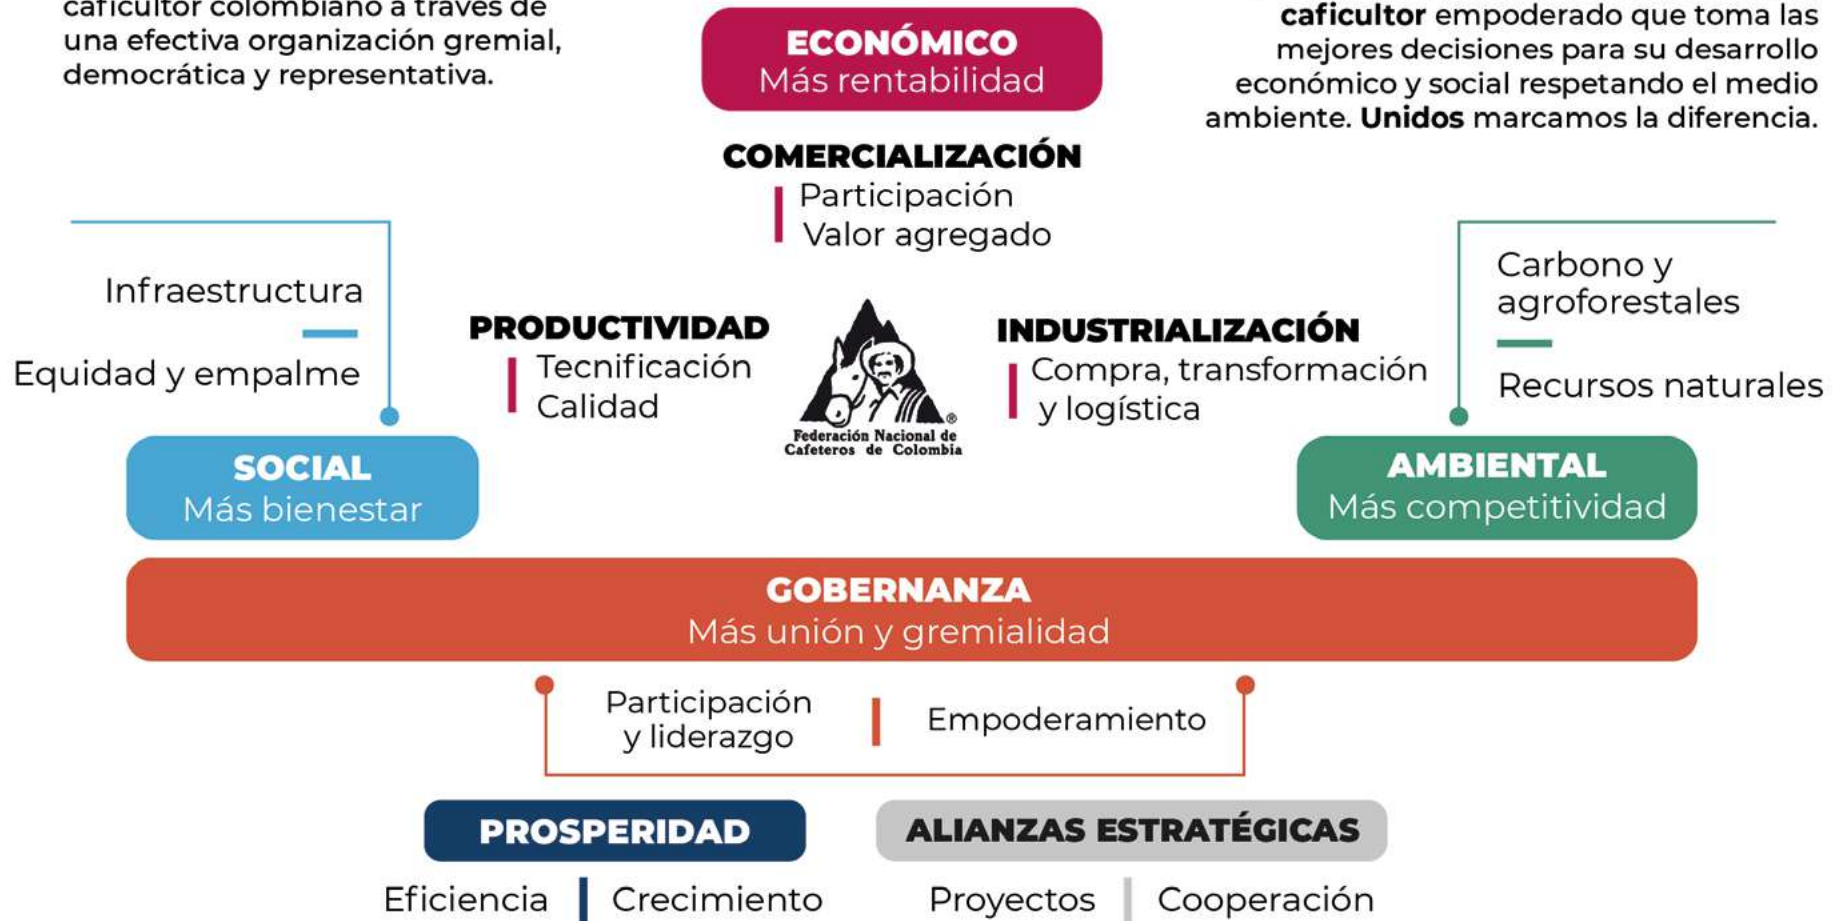 caficultor colombiano a través de
una efectiva organización gremial,
democrática y representativa.
ECONÓMICO
Más rentabilidad
caficultor empoderado que toma las
mejores decisiones para su desarrollo
económico y social respetando el medio
ambiente. Unidos marcamos la diferencia.
COMERCIALIZACIÓN
Participación
Valor agregado
Infraestructura
Equidad y empalme
PRODUCTIVIDAD
Tecnificación
Calidad
®
Federación Nacional de
Cafeteros de Colombia
INDUSTRIALIZACIÓN
Compra, transformación
y logística
Carbono y
agroforestales
Recursos naturales
SOCIAL
Más bienestar
AMBIENTAL
Más competitividad
GOBERNANZA
Más unión y gremialidad
Participación
y liderazgo
Empoderamiento
PROSPERIDAD
Eficiencia
Crecimiento
ALIANZAS ESTRATÉGICAS
Proyectos
Cooperación